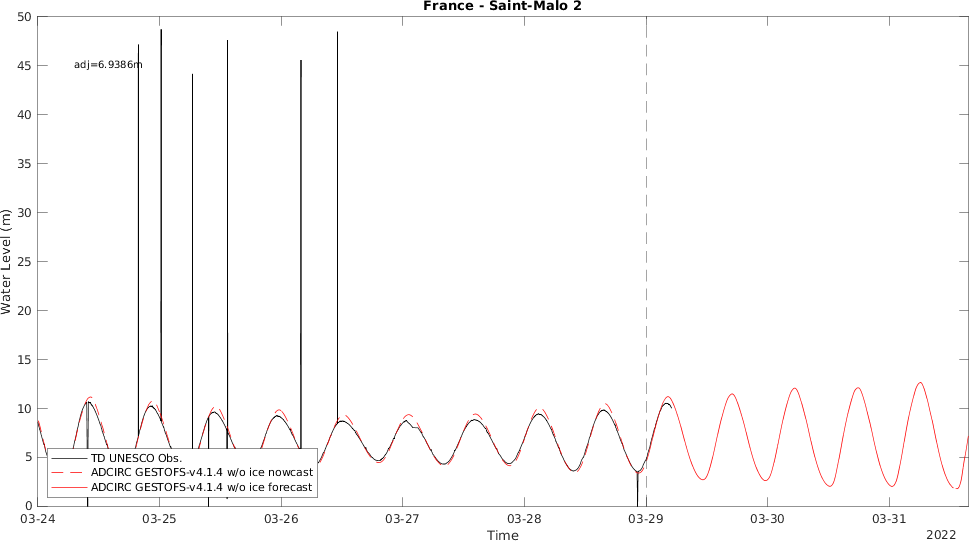 France - Saint-Malo 2
50
45
40
35
30
25
20
15
10
5
0
Water Level (m)
adj=6.9386m
TD UNESCO Obs.
ADCIRC GESTOFS-v4.1.4 w/o ice nowcast
ADCIRC GESTOFS-v4.1.4 w/o ice forecast
03-24 03-25 03-26 03-27 03-28 03-29 03-30 03-31
Time
2022